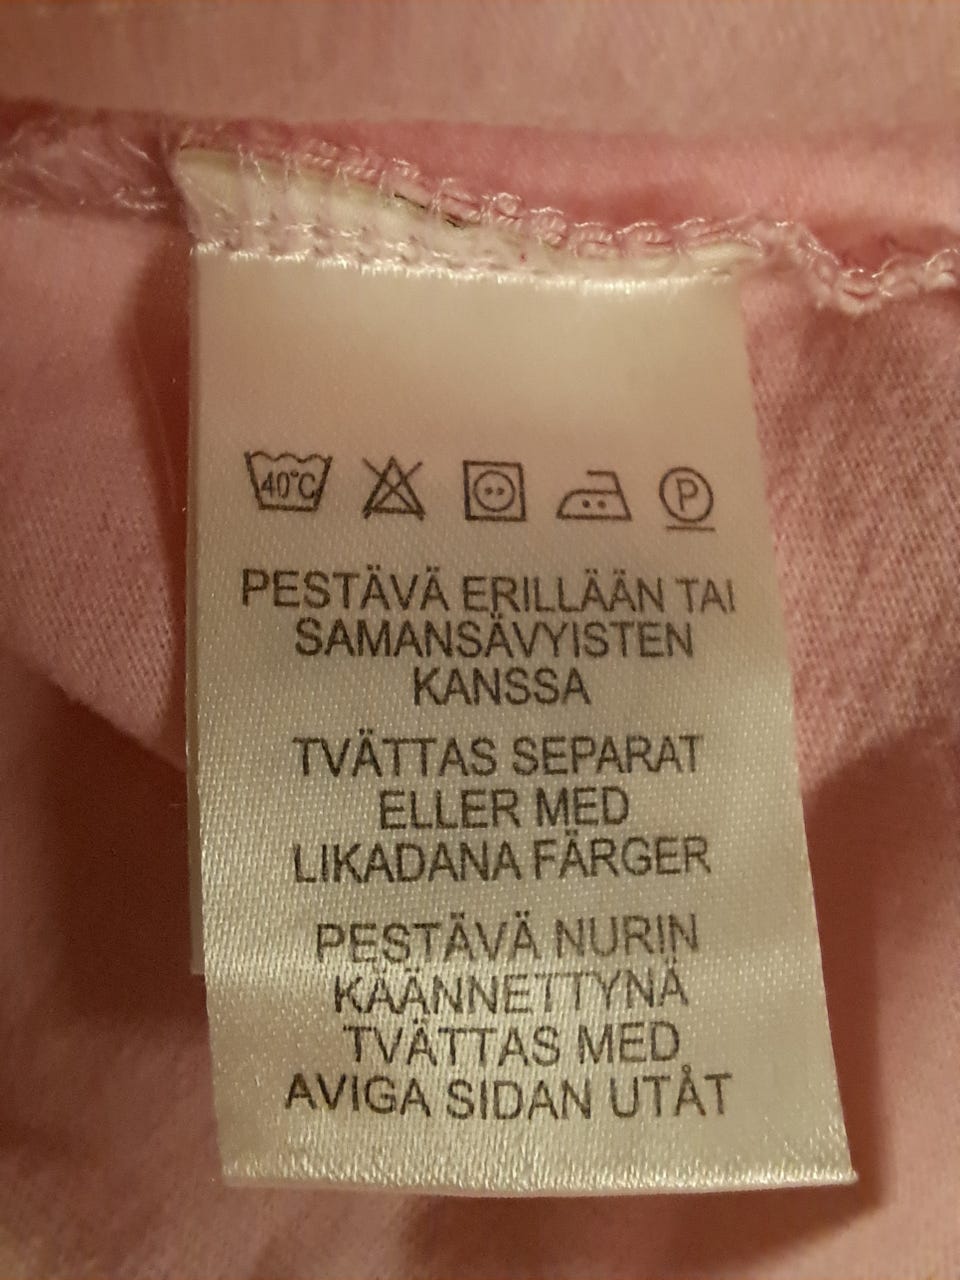 40°C P
PESTÄVÄ ERILLÄÄN TAI
SAMANSÄVYISTEN
KANSSA
TVÄTTAS SEPARAT
ELLER MED
LIKADANA FÄRGER
PESTÄVÄ NURIN
KÄÄNNETTYNÄ
TVÄTTAS MED
AVIGA SIDAN UTÅT